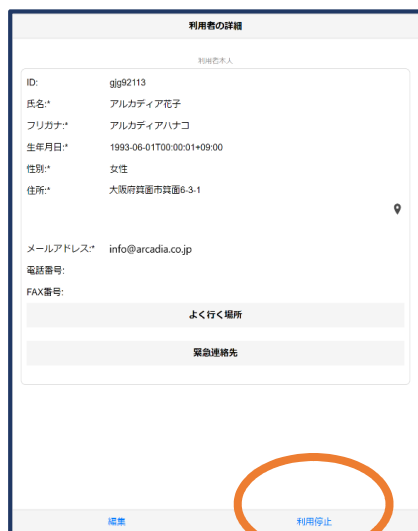 利用者の詳細
利用者本人
ID: gjg92113
氏名:* アルカディア花子
フリガナ:* アルカディアハナコ
生年月日:* 1993-06-01T00:00:01+09:00
性別:* 女性
住所:* 大阪府箕面市箕面6-3-1
メールアドレス:* info@arcadia.co.jp
電話番号:
FAX番号:
よく行く場所
緊急連絡先
編集 利用停止